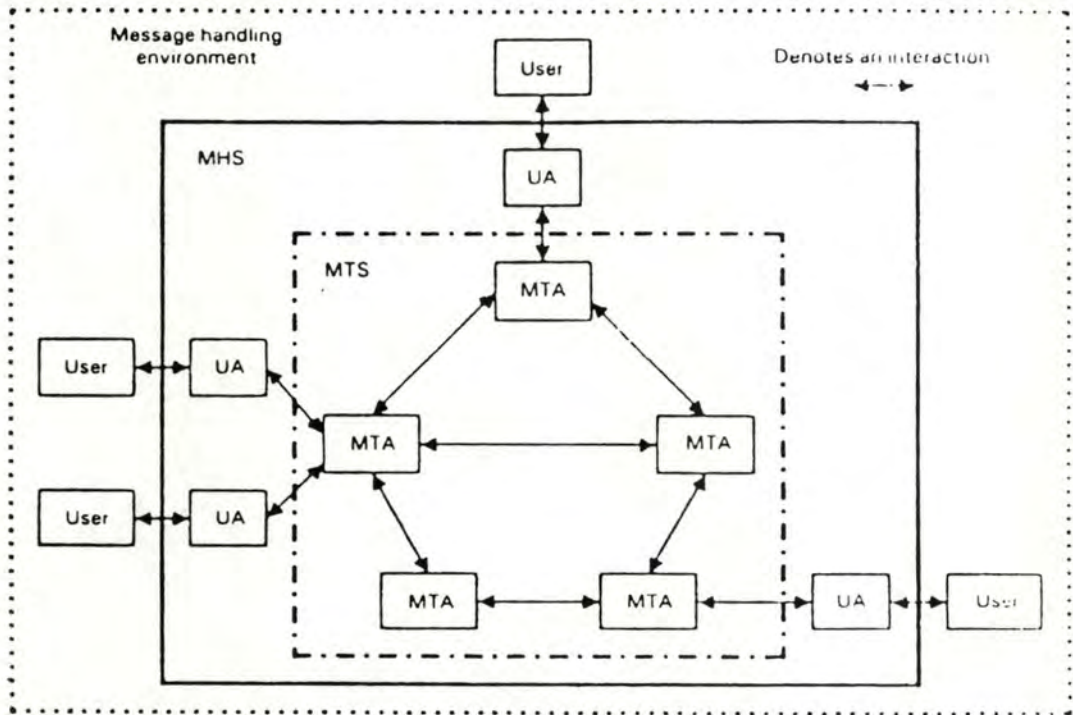 Message handling
environment
User
Denotes an interaction
MHS
UA
MTS
MTA
User
UA
MTA
MTA
User
UA
MTA
MTA
UA
User